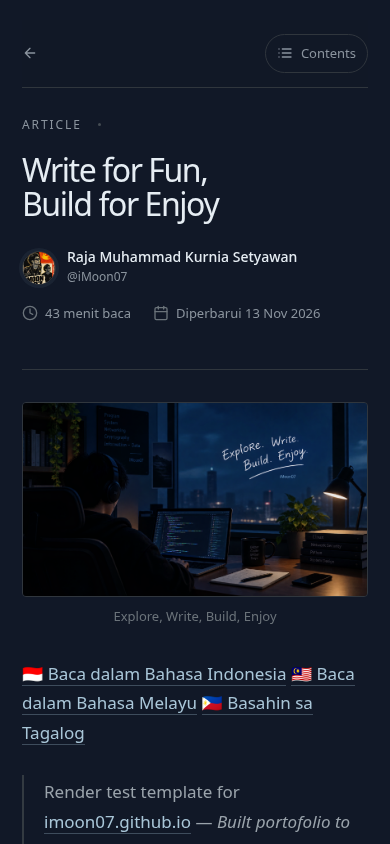 Contents
ARTICLE •
Write for Fun,
Build for Enjoy
Raja Muhammad Kurnia Setyawan
@iMoon07
43 menit baca Diperbarui 13 Nov 2026
Explore. Write.
Build. Enjoy.
Explore, Write, Build, Enjoy
🇮🇩 Baca dalam Bahasa Indonesia 🇲🇾 Baca
dalam Bahasa Melayu 🇵🇭 Basahin sa
Tagalog
Render test template for
imoon07.github.io — Built portofolio to